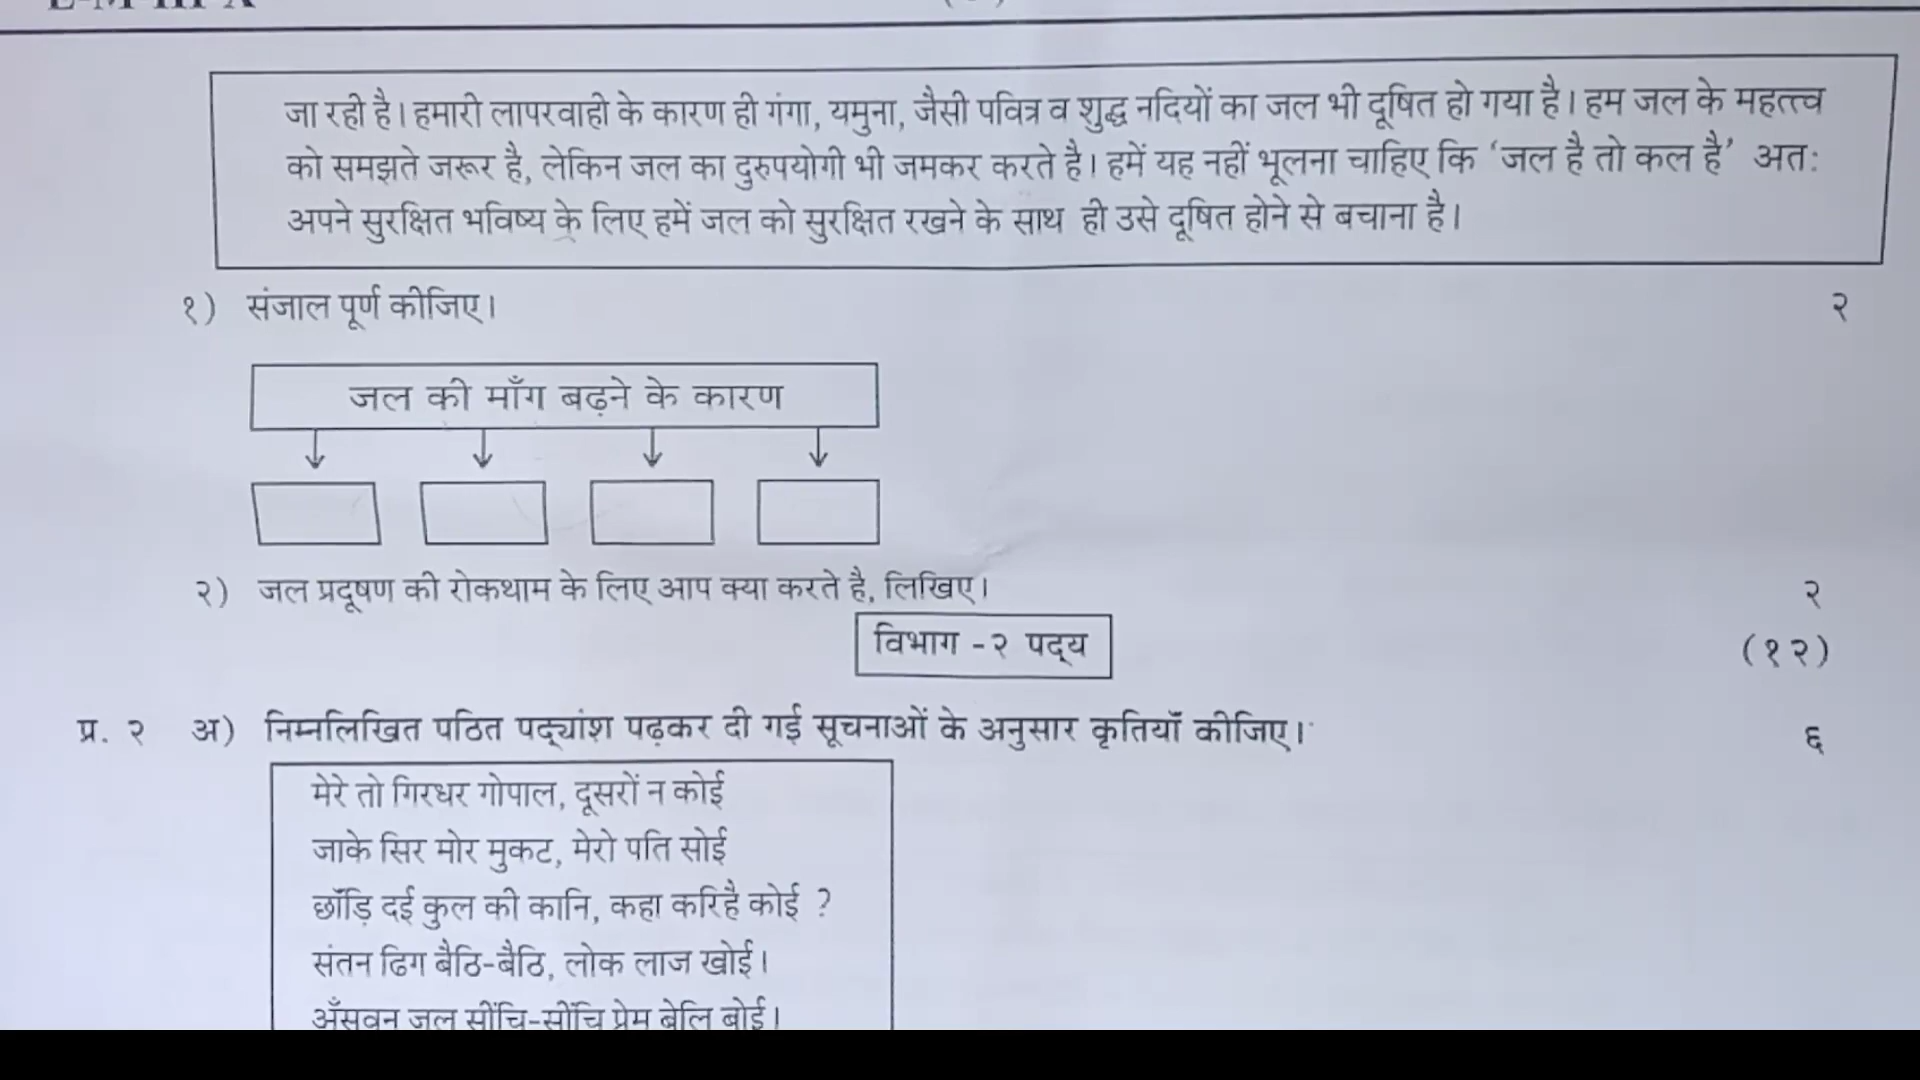 जा रही है। हमारी लापरवाही के कारण ही गंगा, यमुना, जैसी पवित्र व शुद्ध नदियों का जल भी दूषित हो गया है। हम जल के महत्त्व
को समझते जरूर है, लेकिन जल का दुरुपयोगी भी जमकर करते है। हमें यह नहीं भूलना चाहिए कि ‘जल है तो कल है’ अतः
अपने सुरक्षित भविष्य के लिए हमें जल को सुरक्षित रखने के साथ ही उसे दूषित होने से बचाना है।
१) संजाल पूर्ण कीजिए। २
जल की माँग बढ़ने के कारण
२) जल प्रदूषण की रोकथाम के लिए आप क्या करते है, लिखिए। २
विभाग -२ पद्य (१२)
प्र. २ अ) निम्नलिखित पठित पद्यांश पढ़कर दी गई सूचनाओं के अनुसार कृतियाँ कीजिए। ६
मेरे तो गिरधर गोपाल, दूसरों न कोई
जाके सिर मोर मुकट, मेरो पति सोई
छाँड़ि दई कुल की कानि, कहा करिहै कोई ?
संतन ढिग बैठि-बैठि, लोक लाज खोई।
अँसुवन जल सींचि-सींचि प्रेम बेलि बोई।